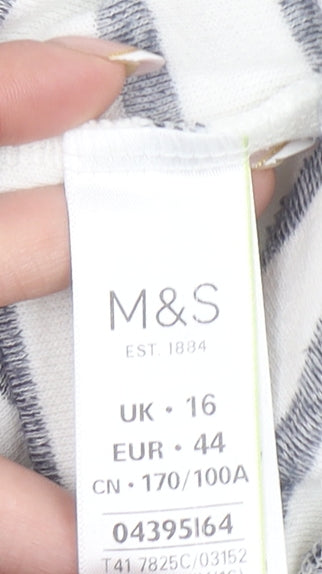 M&S
EST. 1884
UK • 16
EUR • 44
CN • 170/100A
04395164
T41 7825C/03152